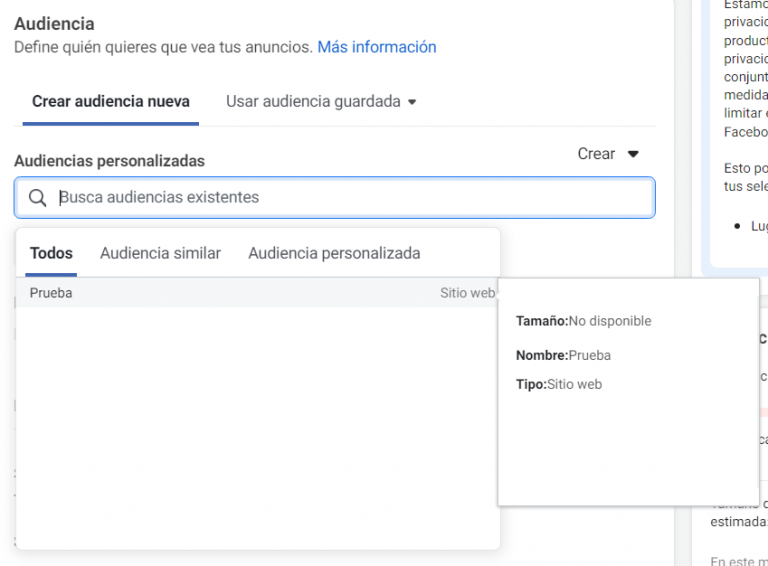 Audiencia
Define quién quieres que vea tus anuncios. Más información
Crear audiencia nueva
Usar audiencia guardada
Audiencias personalizadas
Crear
Busca audiencias existentes
Todos
Audiencia similar
Audiencia personalizada
Prueba
Sitio web
Tamaño:No disponible
Nombre:Prueba
Tipo:Sitio web
privacio
product
privacio
conjunt
medida
limitar e
Facebo
Esto po
tus sele
Lug
estimada:
En este m